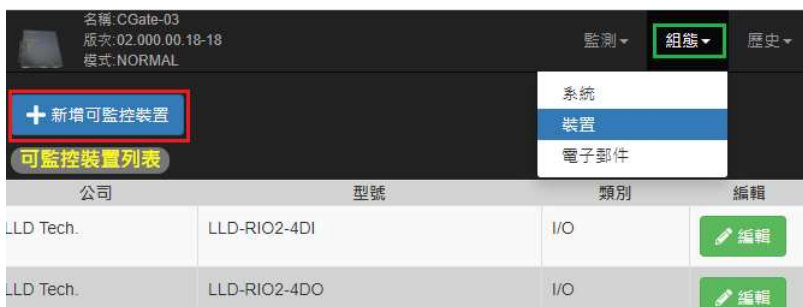 名稱:CGate-03
版次:02.000.00.18-18
模式:NORMAL
監測 組態 歷史
系統
裝置
電子郵件
新增可監控裝置
可監控裝置列表
公司 型號 類別 編輯
LLD Tech. LLD-RIO2-4DI I/O 編輯
LLD Tech. LLD-RIO2-4DO I/O 編輯